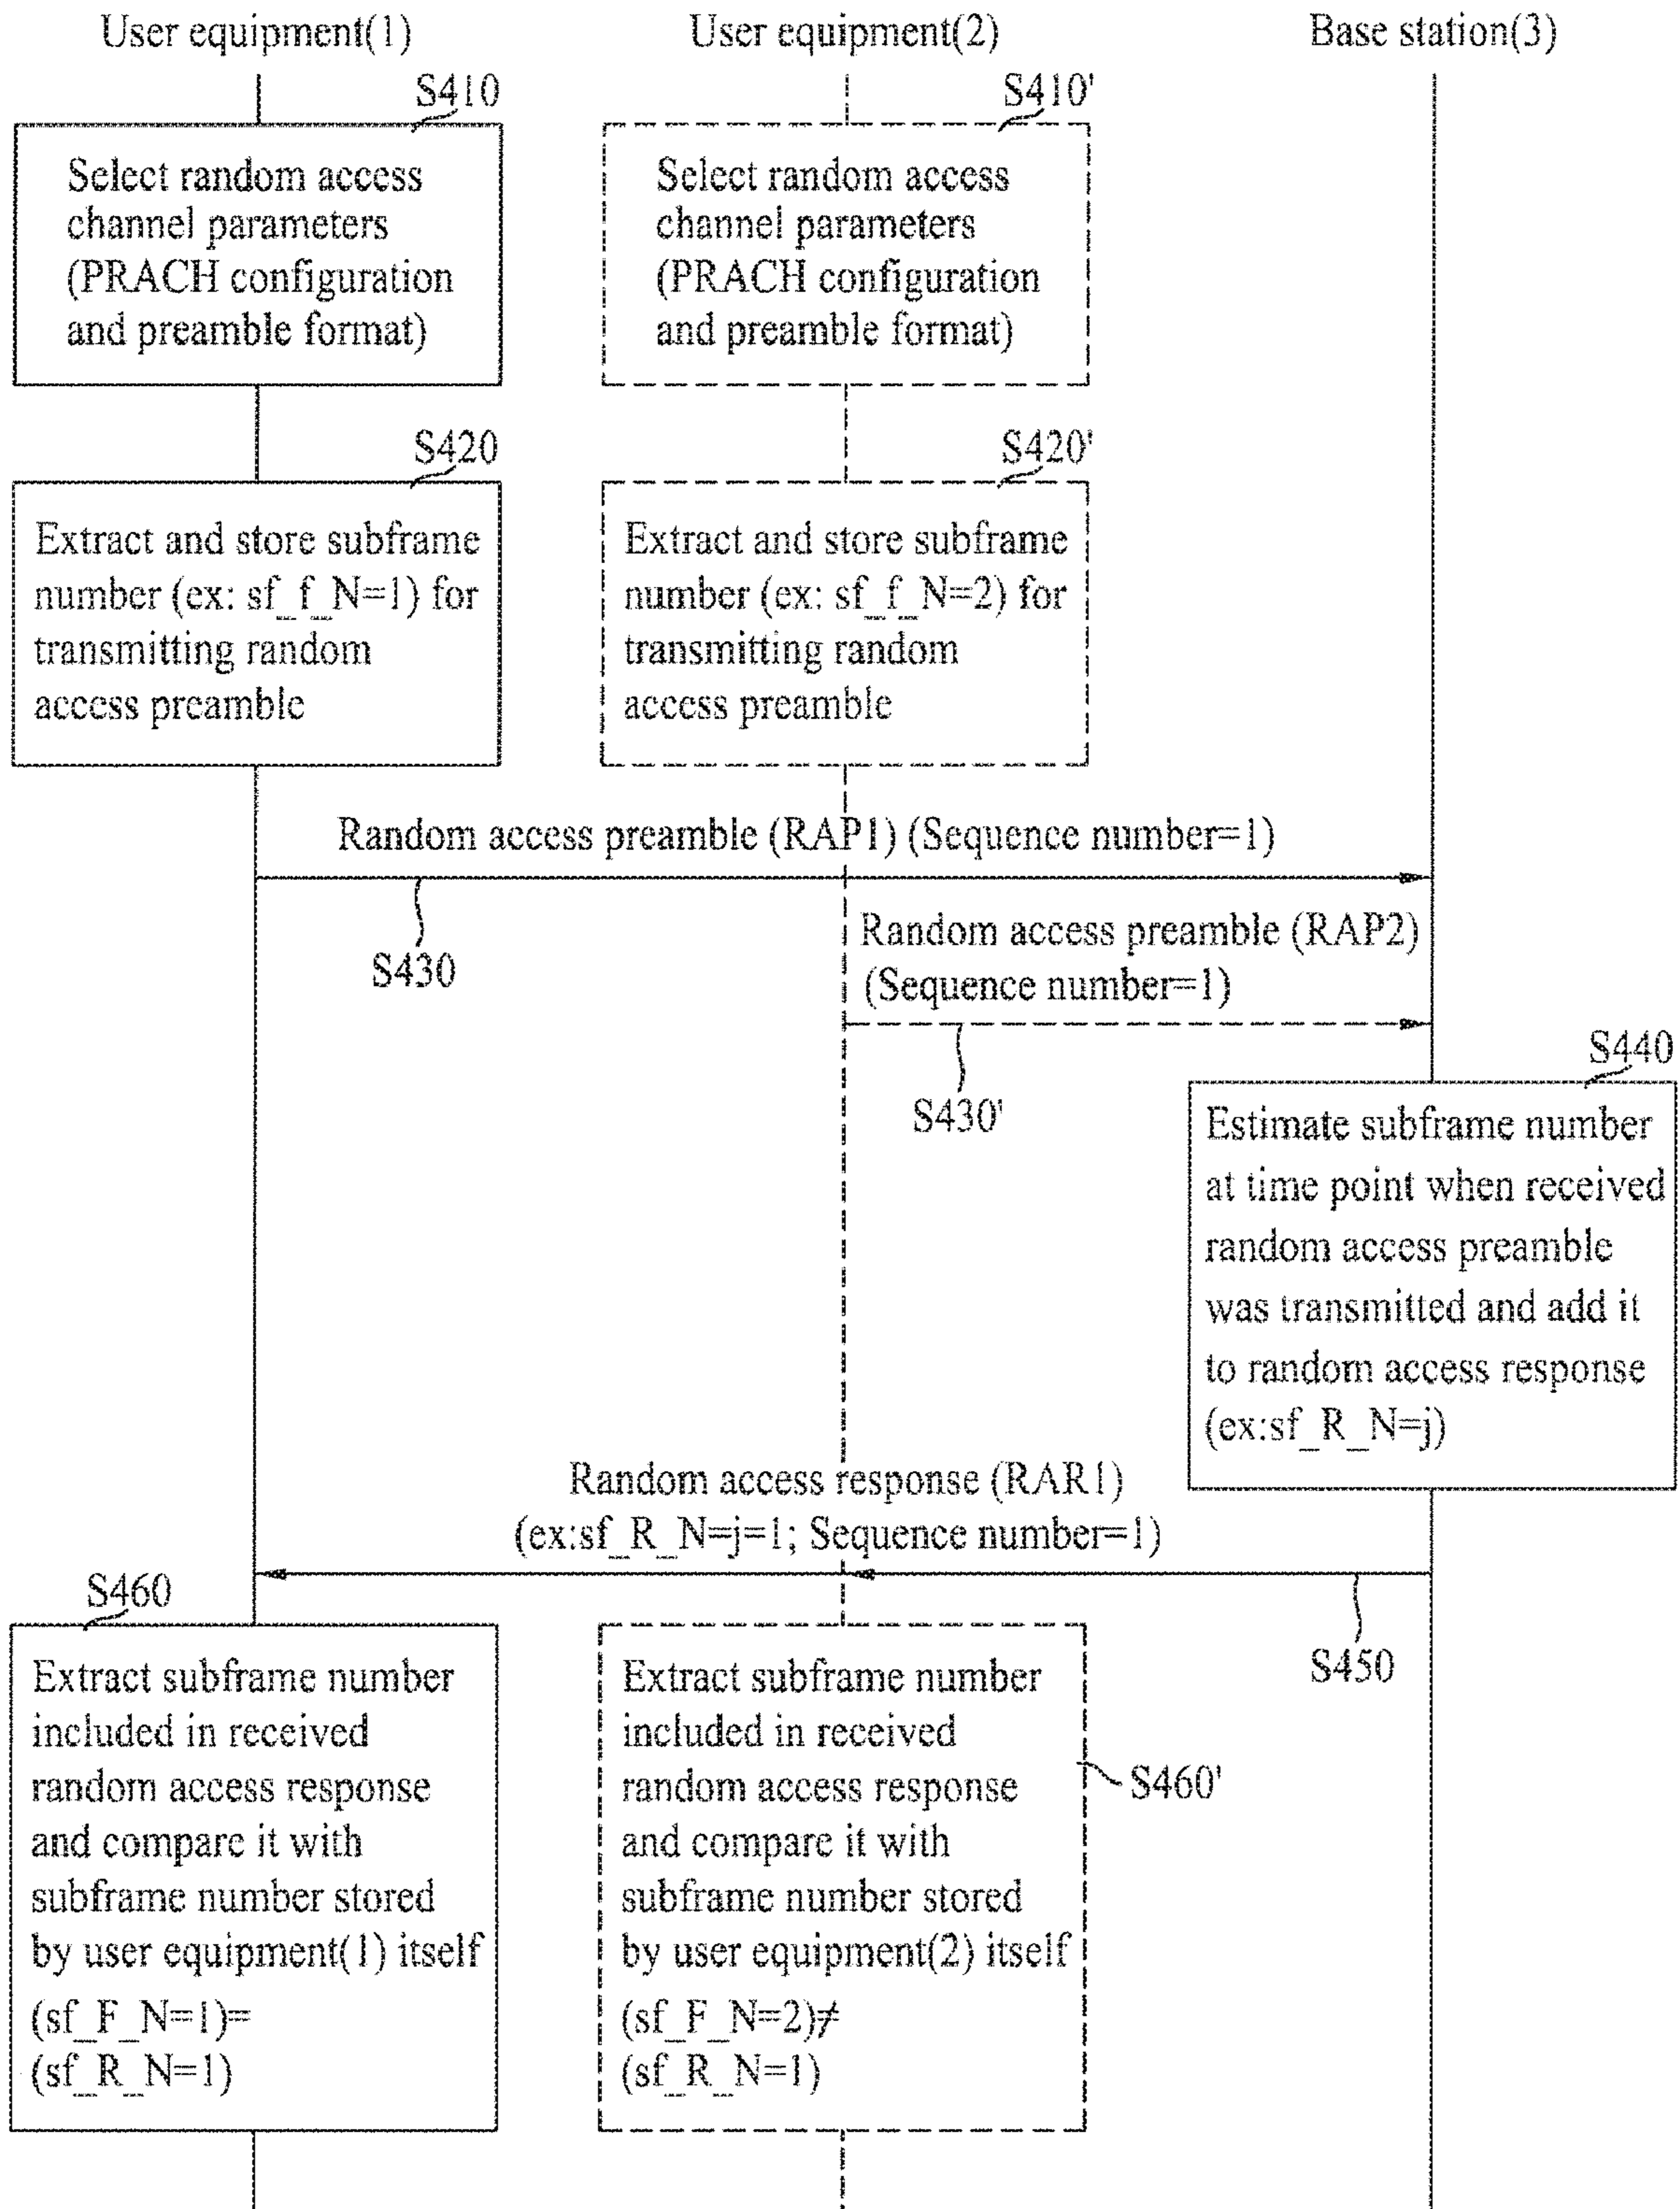 User equipment(1)
User equipment(2)
Base station(3)
S410
S410'
Select random access
channel parameters
(PRACH configuration
and preamble format)
Select random access
channel parameters
(PRACH configuration
and preamble format)
S420
S420'
Extract and store subframe
number (ex: sf_f_N=1) for
transmitting random
access preamble
Extract and store subframe
number (ex: sf_f_N=2) for
transmitting random
access preamble
Random access preamble (RAP1) (Sequence number=1)
S430
Random access preamble (RAP2)
(Sequence number=1)
S430'
S440
Estimate subframe number
at time point when received
random access preamble
was transmitted and add it
to random access response
(ex:sf_R_N=j)
Random access response (RAR1)
(ex:sf_R_N=j=1; Sequence number=1)
S450
S460
Extract subframe number
included in received
random access response
and compare it with
subframe number stored
by user equipment(1) itself
(sf_F_N=1)=
(sf_R_N=1)
Extract subframe number
included in received
random access response
and compare it with
subframe number stored
by user equipment(2) itself
(sf_F_N=2)≠
(sf_R_N=1)
S460'